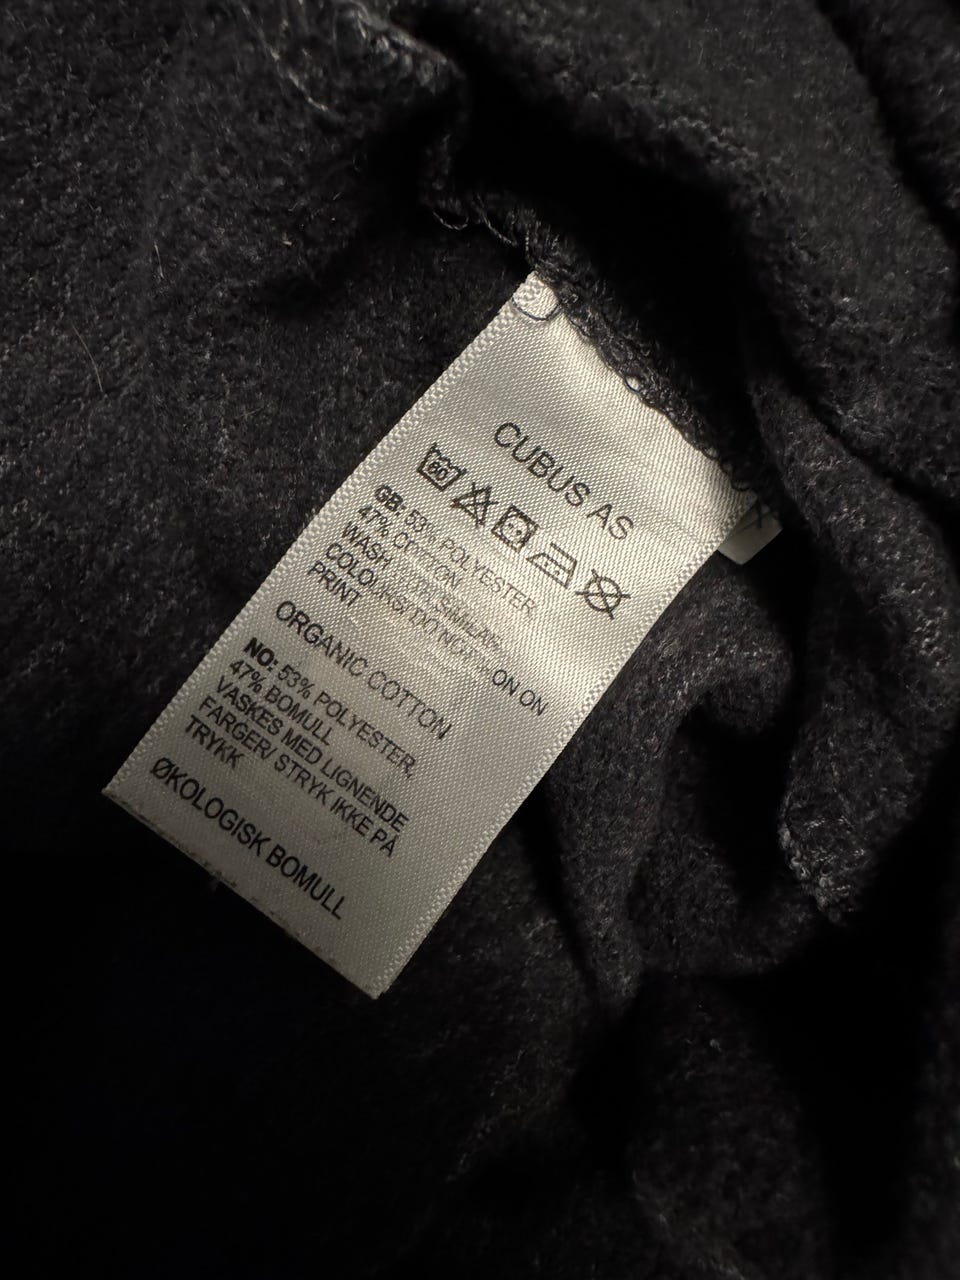 CUBUS AS
60
GB: 53% POLYESTER,
47% COTTON
WASH WITH SIMILAR
COLOURS/ DO NOT IRON ON
PRINT
ORGANIC COTTON
NO: 53% POLYESTER,
47% BOMULL
VASKES MED LIGNENDE
FARGER/ STRYK IKKE PÅ
TRYKK
ØKOLOGISK BOMULL